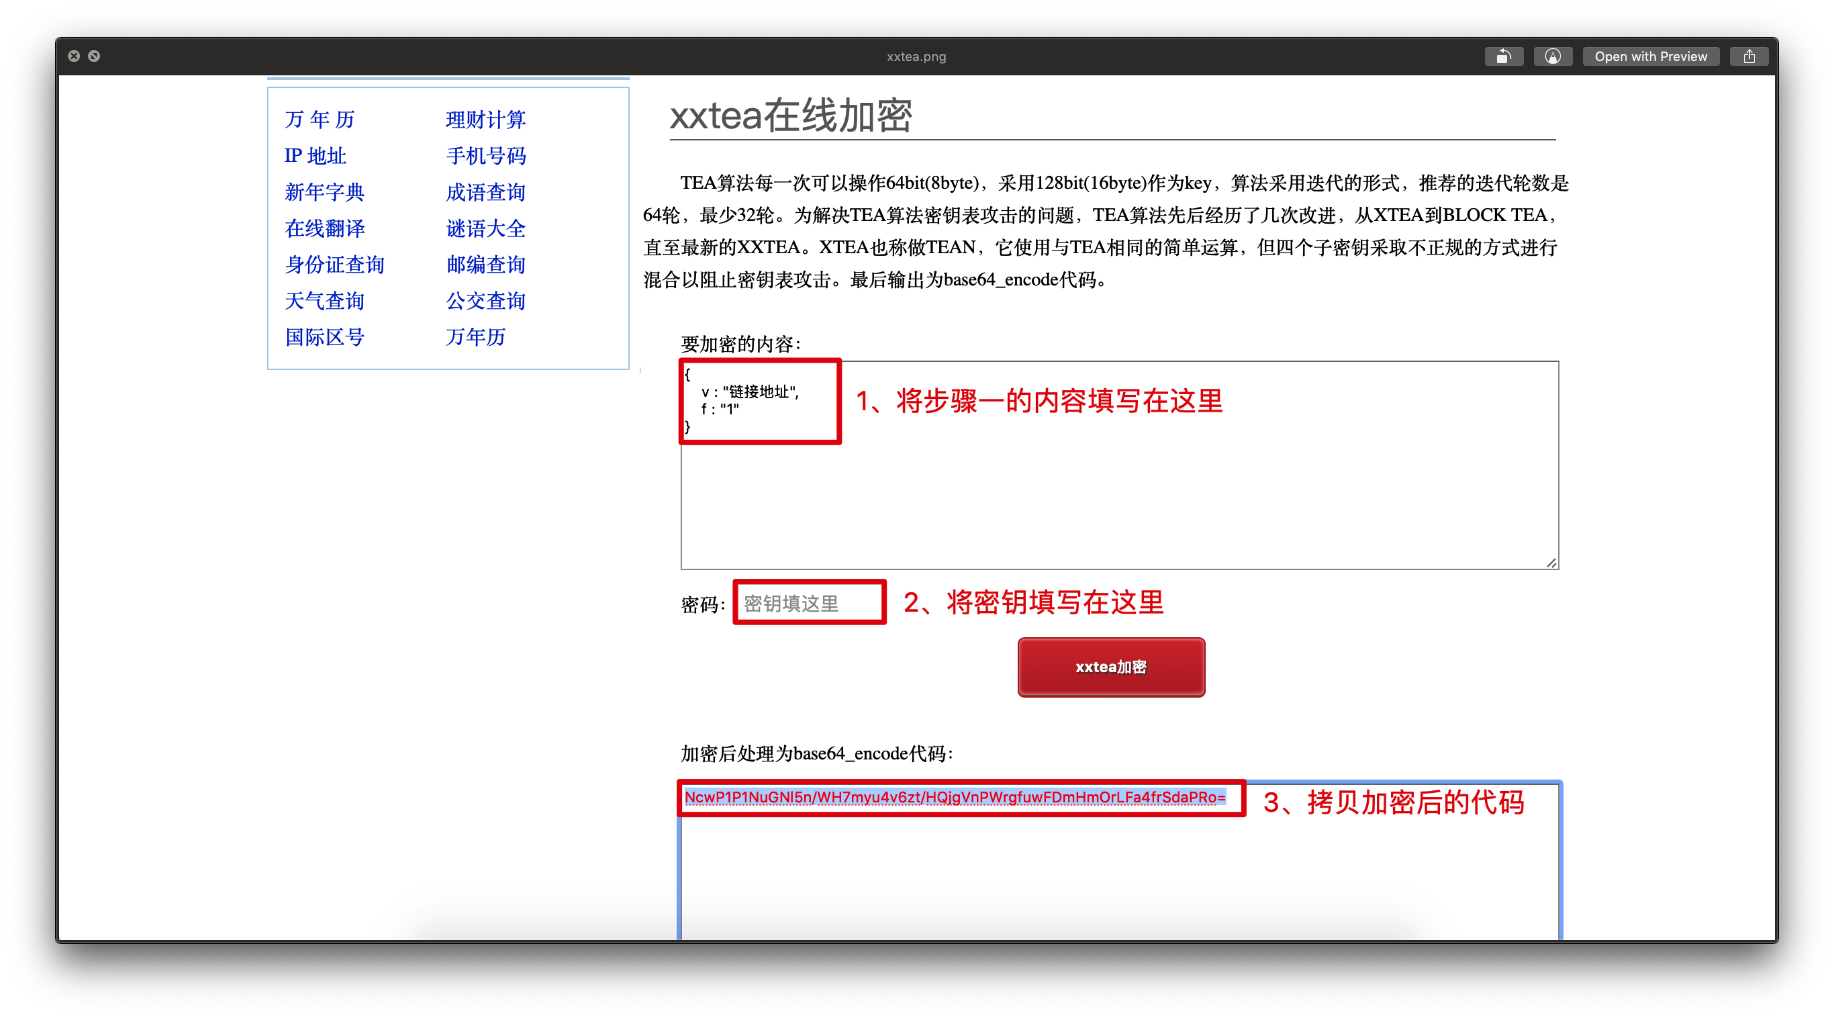 xxtea.png
Open with Preview
万 年 历 理财计算
IP 地址 手机号码
新年字典 成语查询
在线翻译 谜语大全
身份证查询 邮编查询
天气查询 公交查询
国际区号 万年历
xxtea在线加密
TEA算法每一次可以操作64bit(8byte)，采用128bit(16byte)作为key，算法采用迭代的形式，推荐的迭代轮数是
64轮，最少32轮。为解决TEA算法密钥表攻击的问题，TEA算法先后经历了几次改进，从XTEA到BLOCK TEA，
直至最新的XXTEA。XTEA也称做TEAN，它使用与TEA相同的简单运算，但四个子密钥采取不正规的方式进行
混合以阻止密钥表攻击。最后输出为base64_encode代码。
要加密的内容：
{
v : "链接地址",
f : "1"
}
1、将步骤一的内容填写在这里
密码： 密钥填这里 2、将密钥填写在这里
xxtea加密
加密后处理为base64_encode代码：
NcwP1P1NuGNl5n/WH7myu4v6zt/HQjgVnPWrgfuwFDmHmOrLFa4frSdaPRo= 3、拷贝加密后的代码